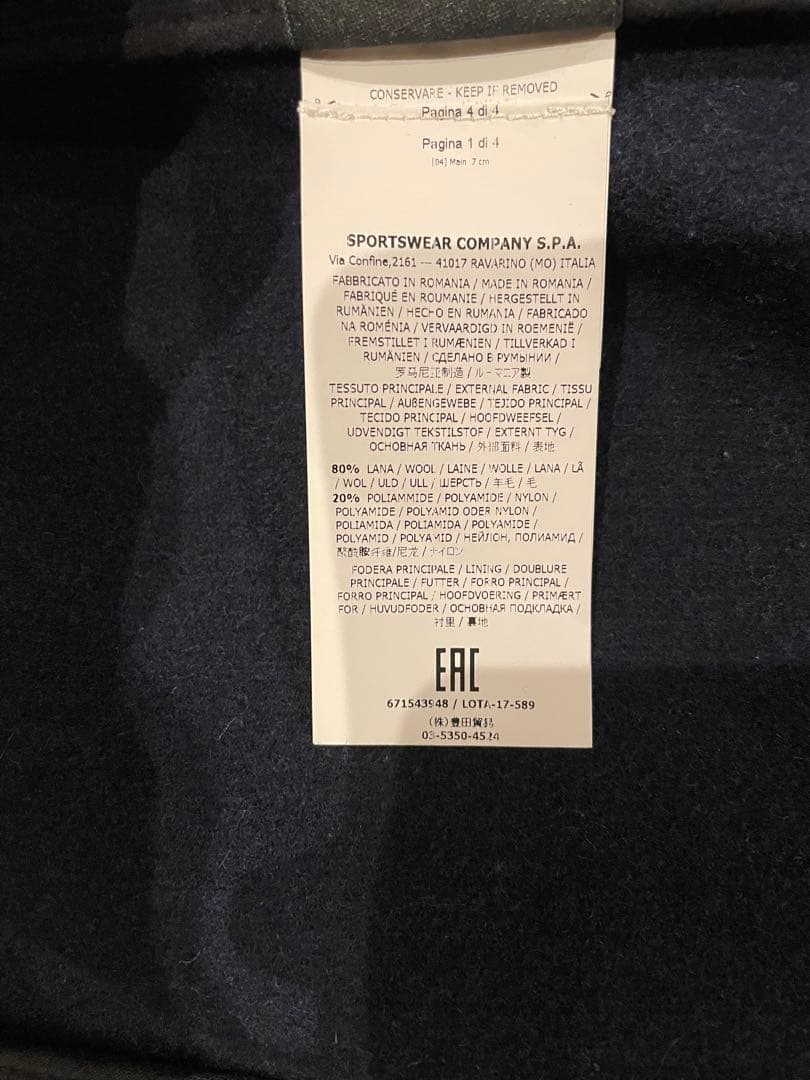 CONSERVARE - KEEP IF REMOVED
Pagina 4 di 4
Pagina 1 di 4
[04] Main 7 cm
SPORTSWEAR COMPANY S.P.A.
Via Confine,2161 — 41017 RAVARINO (MO) ITALIA
FABBRICATO IN ROMANIA / MADE IN ROMANIA /
FABRIQUÉ EN ROUMANIE / HERGESTELLT IN
RUMÄNIEN / HECHO EN RUMANIA / FABRICADO
NA ROMÉNIA / VERVAARDIGD IN ROEMENIË /
FREMSTILLET I RUMÆNIEN / TILLVERKAD I
RUMÄNIEN / СДЕЛАНО В РУМЫНИИ /
罗马尼亚制造 / ルーマニア製
TESSUTO PRINCIPALE / EXTERNAL FABRIC / TISSU
PRINCIPAL / AUßENGEWEBE / TEJIDO PRINCIPAL /
TECIDO PRINCIPAL / HOOFDWEEFSEL /
UDVENDIGT TEKSTILSTOF / EXTERNT TYG /
ОСНОВНАЯ ТКАНЬ / 外部面料 / 表地
80% LANA / WOOL / LAINE / WOLLE / LANA / LÃ
/ WOL / ULD / ULL / ШЕРСТЬ / 羊毛 / 毛
20% POLIAMMIDE / POLYAMIDE / NYLON /
POLYAMIDE / POLYAMID ODER NYLON /
POLIAMIDA / POLIAMIDA / POLYAMIDE /
POLYAMID / POLYAMID / НЕЙЛОН, ПОЛИАМИД /
聚酰胺纤维/尼龙 / ナイロン
FODERA PRINCIPALE / LINING / DOUBLURE
PRINCIPALE / FUTTER / FORRO PRINCIPAL /
FORRO PRINCIPAL / HOOFDVOERING / PRIMÆRT
FOR / HUVUDFODER / ОСНОВНАЯ ПОДКЛАДКА /
衬里 / 裏地
EAC
671543948 / LOTA-17-589
(株)豊田貿易
03-5350-4524